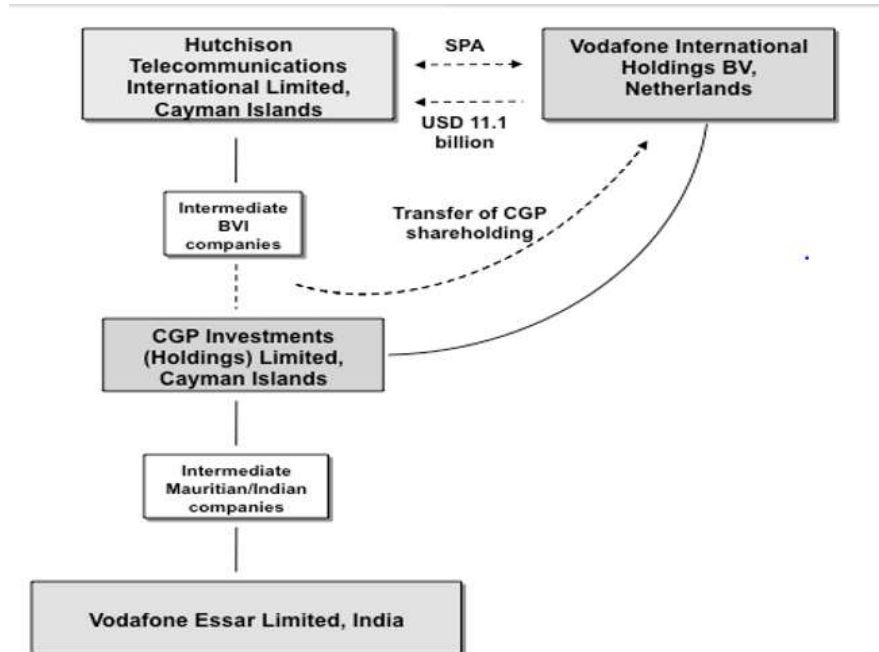 Hutchison
Telecommunications
International Limited,
Cayman Islands
SPA
USD 11.1
billion
Vodafone International
Holdings BV,
Netherlands
Intermediate
BVI
companies
Transfer of CGP
shareholding
CGP Investments
(Holdings) Limited,
Cayman Islands
Intermediate
Mauritian/Indian
companies
Vodafone Essar Limited, India